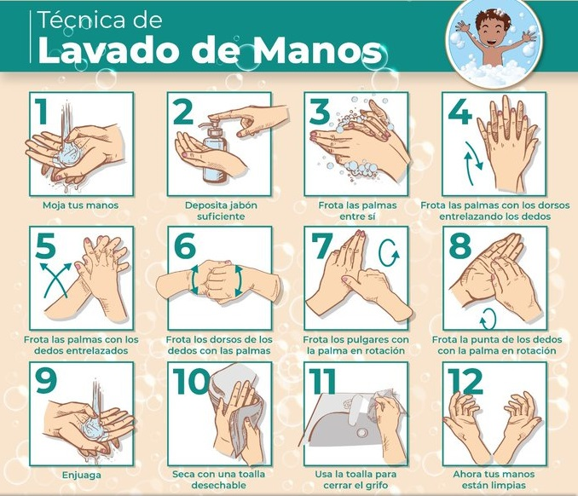 Técnica de
Lavado de Manos
1
Moja tus manos
2
Deposita jabón
suficiente
3
Frota las palmas
entre sí
4
Frota las palmas con los dorsos
entrelazando los dedos
5
Frota las palmas con los
dedos entrelazados
6
Frota los dorsos de los
dedos con las palmas
7
Frota los pulgares con
la palma en rotación
8
Frota la punta de los dedos
con la palma en rotación
9
Enjuaga
10
Seca con una toalla
desechable
11
Usa la toalla para
cerrar el grifo
12
Ahora tus manos
están limpias